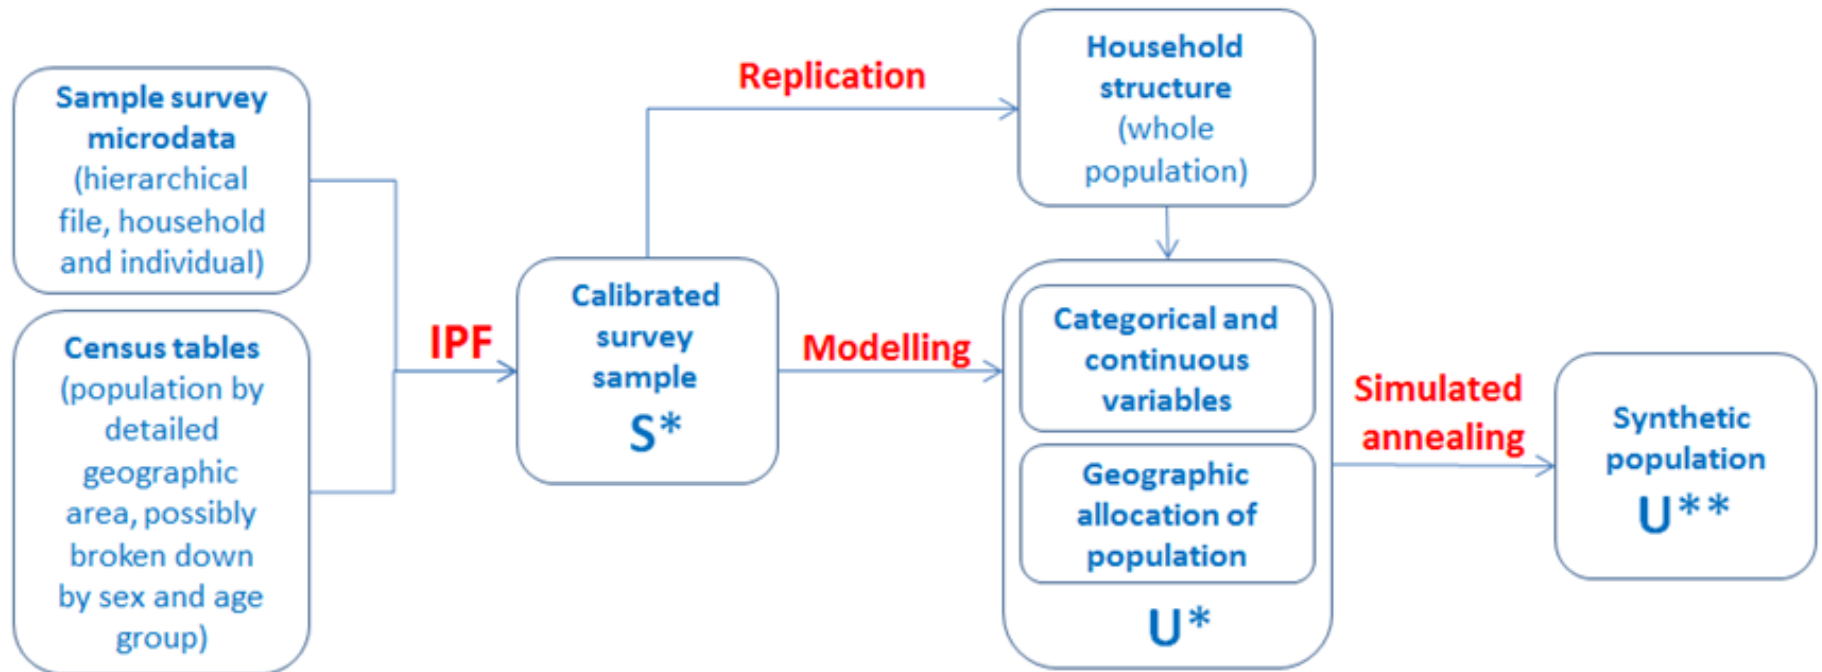 Sample survey
microdata
(hierarchical
file, household
and individual)
Census tables
(population by
detailed
geographic
area, possibly
broken down
by sex and age
group)
IPF
Calibrated
survey
sample
S*
Replication
Household
structure
(whole
population)
Modelling
Categorical and
continuous
variables
Geographic
allocation of
population
U*
Simulated
annealing
Synthetic
population
U**